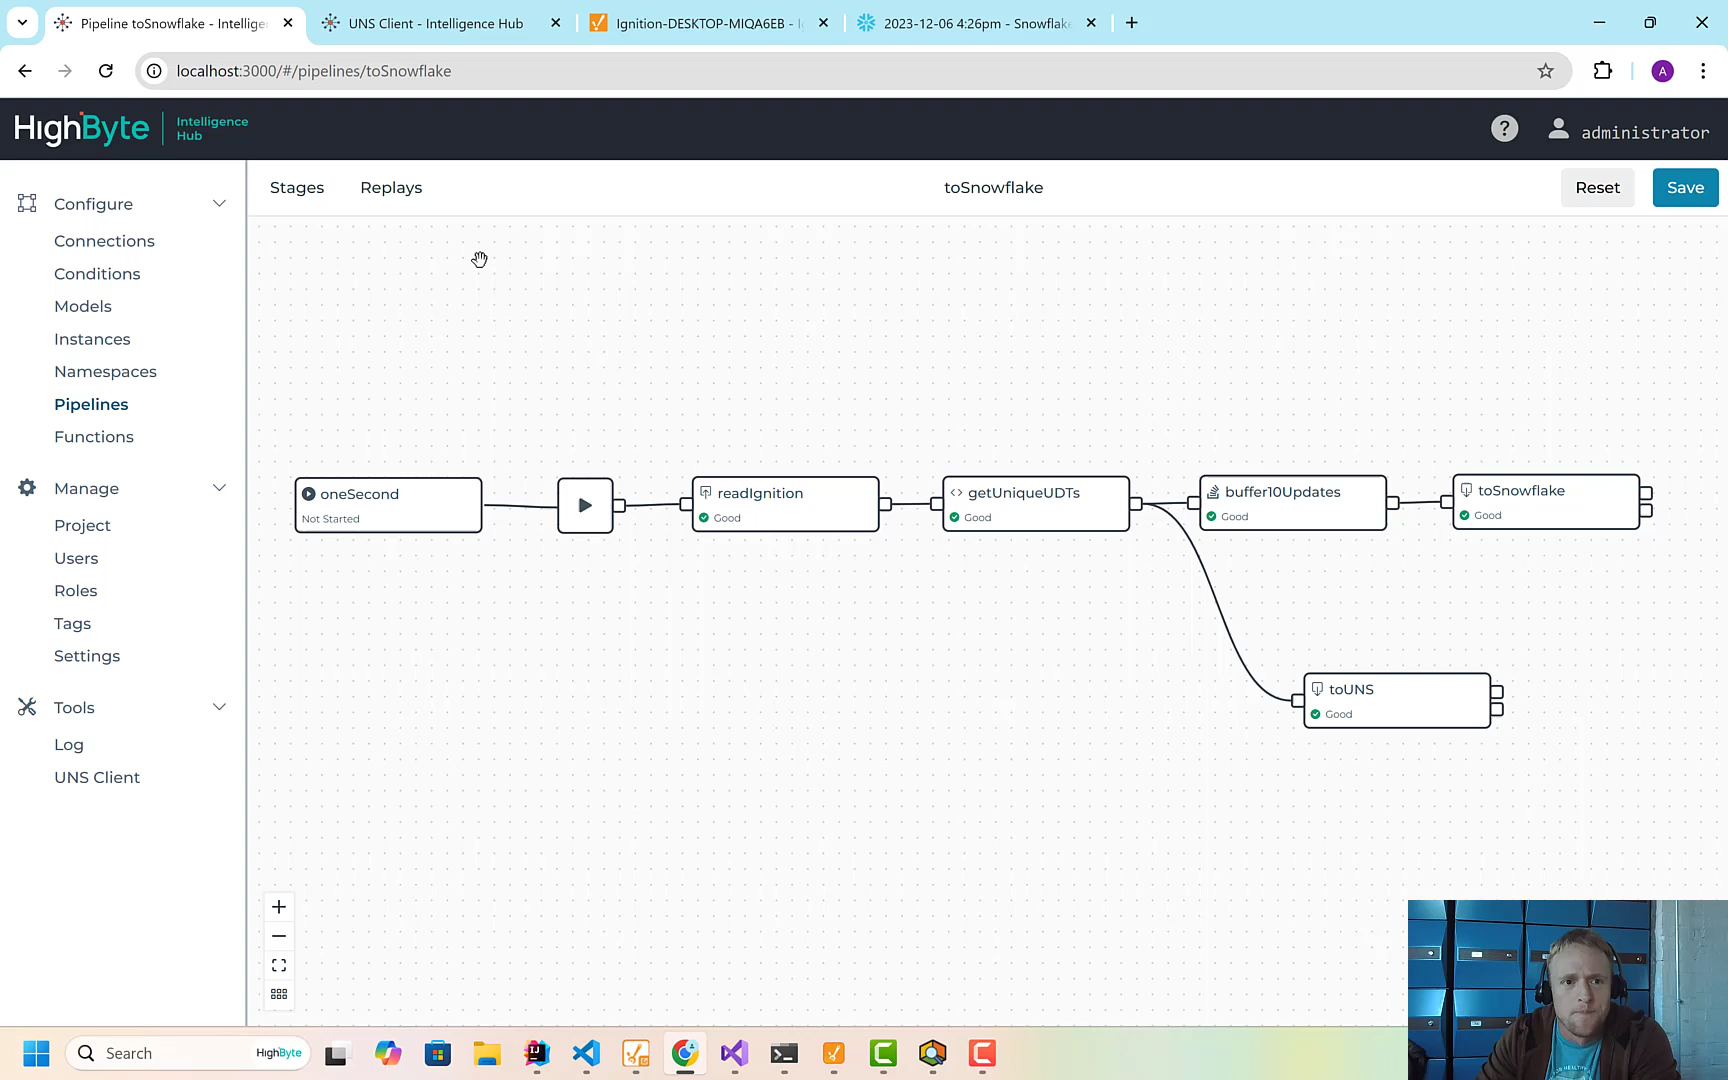 Pipeline toSnowflake - Intellige
UNS Client - Intelligence Hub
Ignition-DESKTOP-MIQA6EB - I
2023-12-06 4:26pm - Snowflake
localhost:3000/#/pipelines/toSnowflake
A
HighByte
Intelligence
Hub
?
administrator
Stages
Replays
toSnowflake
Reset
Save
Configure
Connections
Conditions
Models
Instances
Namespaces
Pipelines
Functions
Manage
Project
Users
Roles
Tags
Settings
Tools
Log
UNS Client
oneSecond
Not Started
readIgnition
Good
getUniqueUDTs
Good
buffer10Updates
Good
toSnowflake
Good
toUNS
Good
Search
HighByte